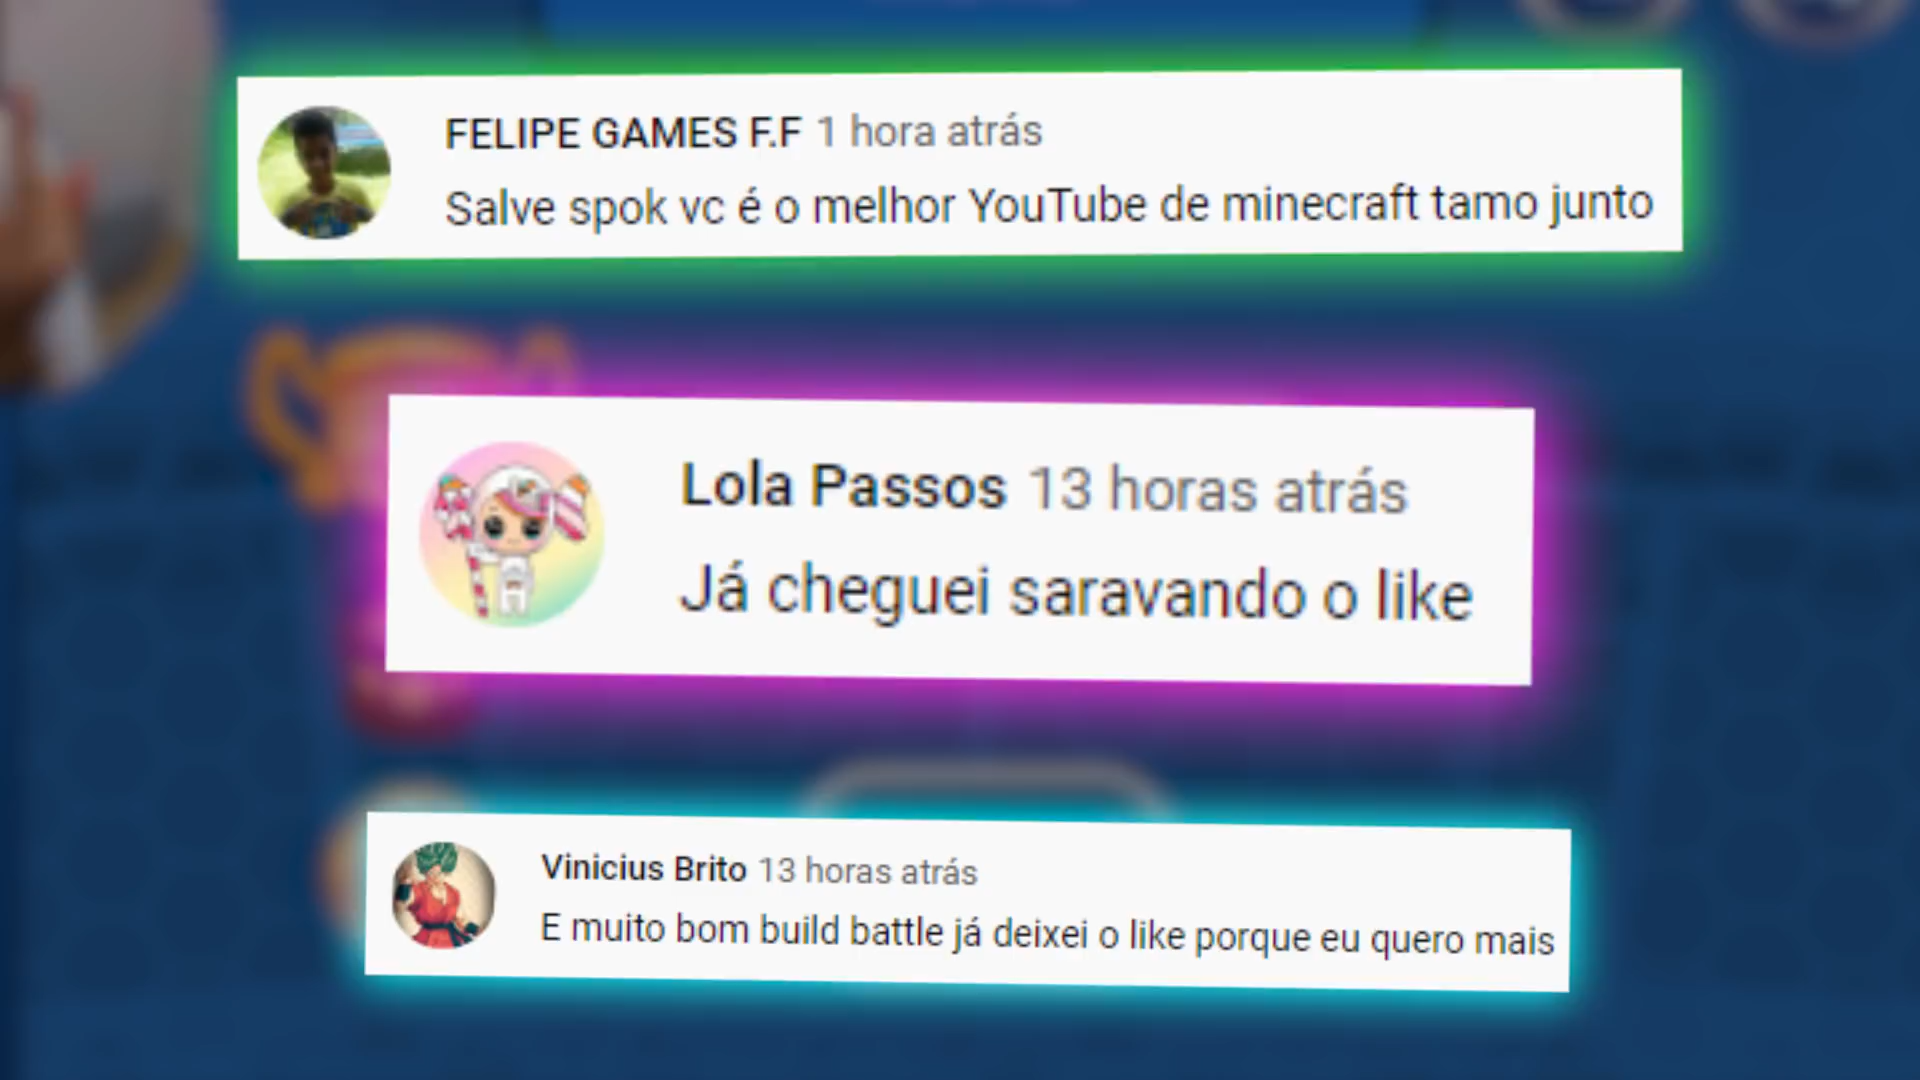 FELIPE GAMES F.F 1 hora atrás
Salve spok vc é o melhor YouTube de minecraft tamo junto
Lola Passos 13 horas atrás
Já cheguei saravando o like
Vinicius Brito 13 horas atrás
E muito bom build battle já deixei o like porque eu quero mais